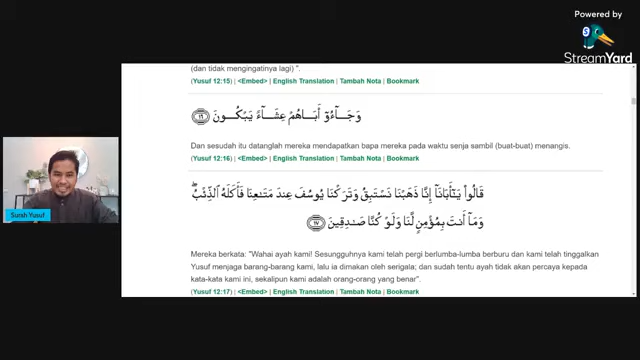 Powered by
StreamYard
(dan tidak mengingatinya lagi) ".
(Yusuf 12:15) | <Embed> | English Translation | Tambah Nota | Bookmark
وَجَآءُوٓ أَبَاهُمْ عِشَآءً يَبْكُونَ ١٦
Dan sesudah itu datanglah mereka mendapatkan bapa mereka pada waktu senja sambil (buat-buat) menangis.
(Yusuf 12:16) | <Embed> | English Translation | Tambah Nota | Bookmark
قَالُوا۟ يَـٰٓأَبَانَآ إِنَّا ذَهَبْنَا نَسْتَبِقُ وَتَرَكْنَا يُوسُفَ عِندَ مَتَـٰعِنَا فَأَكَلَهُ ٱلذِّئْبُ ۖ
وَمَآ أَنتَ بِمُؤْمِنٍ لَّنَا وَلَوْ كُنَّا صَـٰدِقِينَ ١٧
Mereka berkata: "Wahai ayah kami! Sesungguhnya kami telah pergi berlumba-lumba berburu dan kami telah tinggalkan
Yusuf menjaga barang-barang kami, lalu ia dimakan oleh serigala; dan sudah tentu ayah tidak akan percaya kepada
kata-kata kami ini, sekalipun kami adalah orang-orang yang benar".
(Yusuf 12:17) | <Embed> | English Translation | Tambah Nota | Bookmark
Surah Yusuf